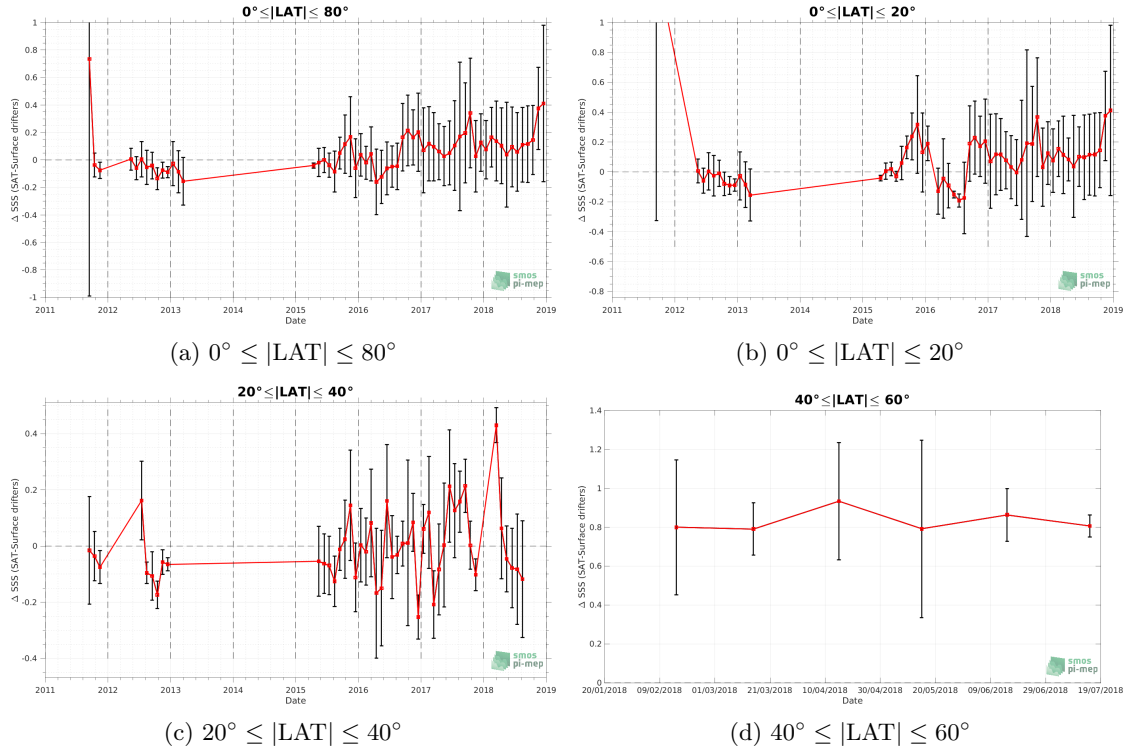 0°≤|LAT|≤ 80°
1
0.8
0.6
0.4
0.2
0
-0.2
-0.4
-0.6
-0.8
-1
Δ SSS (SAT-Surface drifters)
2011 2012 2013 2014 2015 2016 2017 2018 2019
Date
smos
pi-mep
(a) 0° ≤ |LAT| ≤ 80°
0°≤|LAT|≤ 20°
1
0.8
0.6
0.4
0.2
0
-0.2
-0.4
-0.6
-0.8
Δ SSS (SAT-Surface drifters)
2011 2012 2013 2014 2015 2016 2017 2018 2019
Date
smos
pi-mep
(b) 0° ≤ |LAT| ≤ 20°
20°≤|LAT|≤ 40°
0.4
0.2
0
-0.2
-0.4
Δ SSS (SAT-Surface drifters)
2011 2012 2013 2014 2015 2016 2017 2018 2019
Date
smos
pi-mep
(c) 20° ≤ |LAT| ≤ 40°
40°≤|LAT|≤ 60°
1.4
1.2
1
0.8
0.6
0.4
0.2
0
Δ SSS (SAT-Surface drifters)
20/01/2018 09/02/2018 01/03/2018 21/03/2018 10/04/2018 30/04/2018 20/05/2018 09/06/2018 29/06/2018 19/07/2018
Date
smos
pi-mep
(d) 40° ≤ |LAT| ≤ 60°